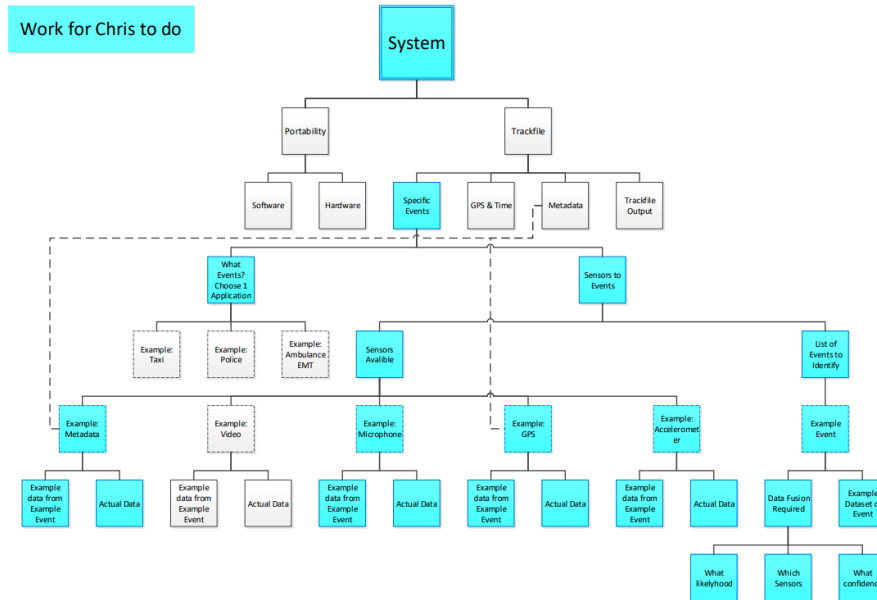 Work for Chris to do
System
Portability
Trackfile
Software
Hardware
Specific
Events
GPS & Time
Metadata
Trackfile
Output
What
Events?
Choose 1
Application
Sensors to
Events
Example:
Taxi
Example:
Police
Example:
Ambulance
EMT
Sensors
Avalible
List of
Events to
Identify
Example:
Metadata
Example:
Video
Example:
Microphone
Example:
GPS
Example:
Acceleromet
er
Example
Event
Example
data from
Example
Event
Actual Data
Example
data from
Example
Event
Actual Data
Example
data from
Example
Event
Actual Data
Example
data from
Example
Event
Actual Data
Example
data from
Example
Event
Actual Data
Data Fusion
Required
Example
Dataset
Event
What
likelyhood
Which
Sensors
What
confidenc